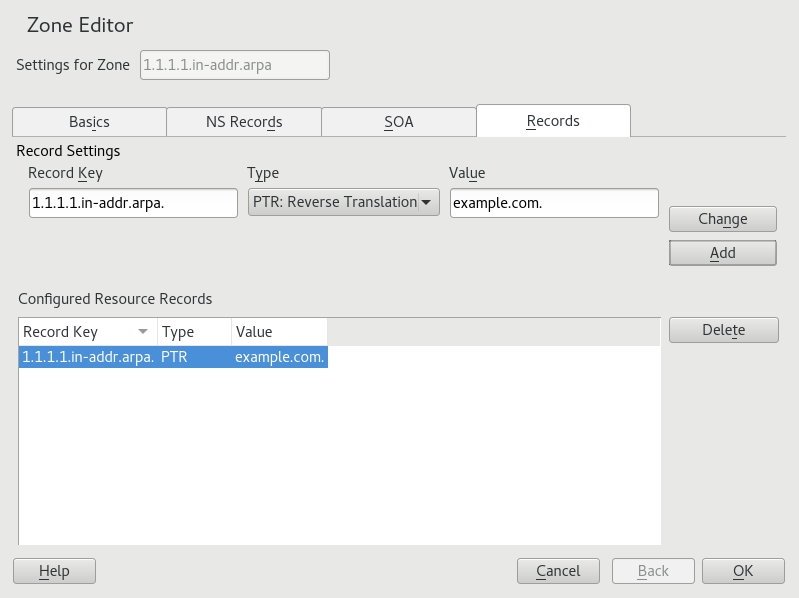 Zone Editor
Settings for Zone 1.1.1.1.in-addr.arpa
Basics NS Records SOA Records
Record Settings
Record Key Type Value
1.1.1.1.in-addr.arpa. PTR: Reverse Translation example.com.
Change
Add
Configured Resource Records
Record Key Type Value
Delete
1.1.1.1.in-addr.arpa. PTR example.com.
Help Cancel Back OK